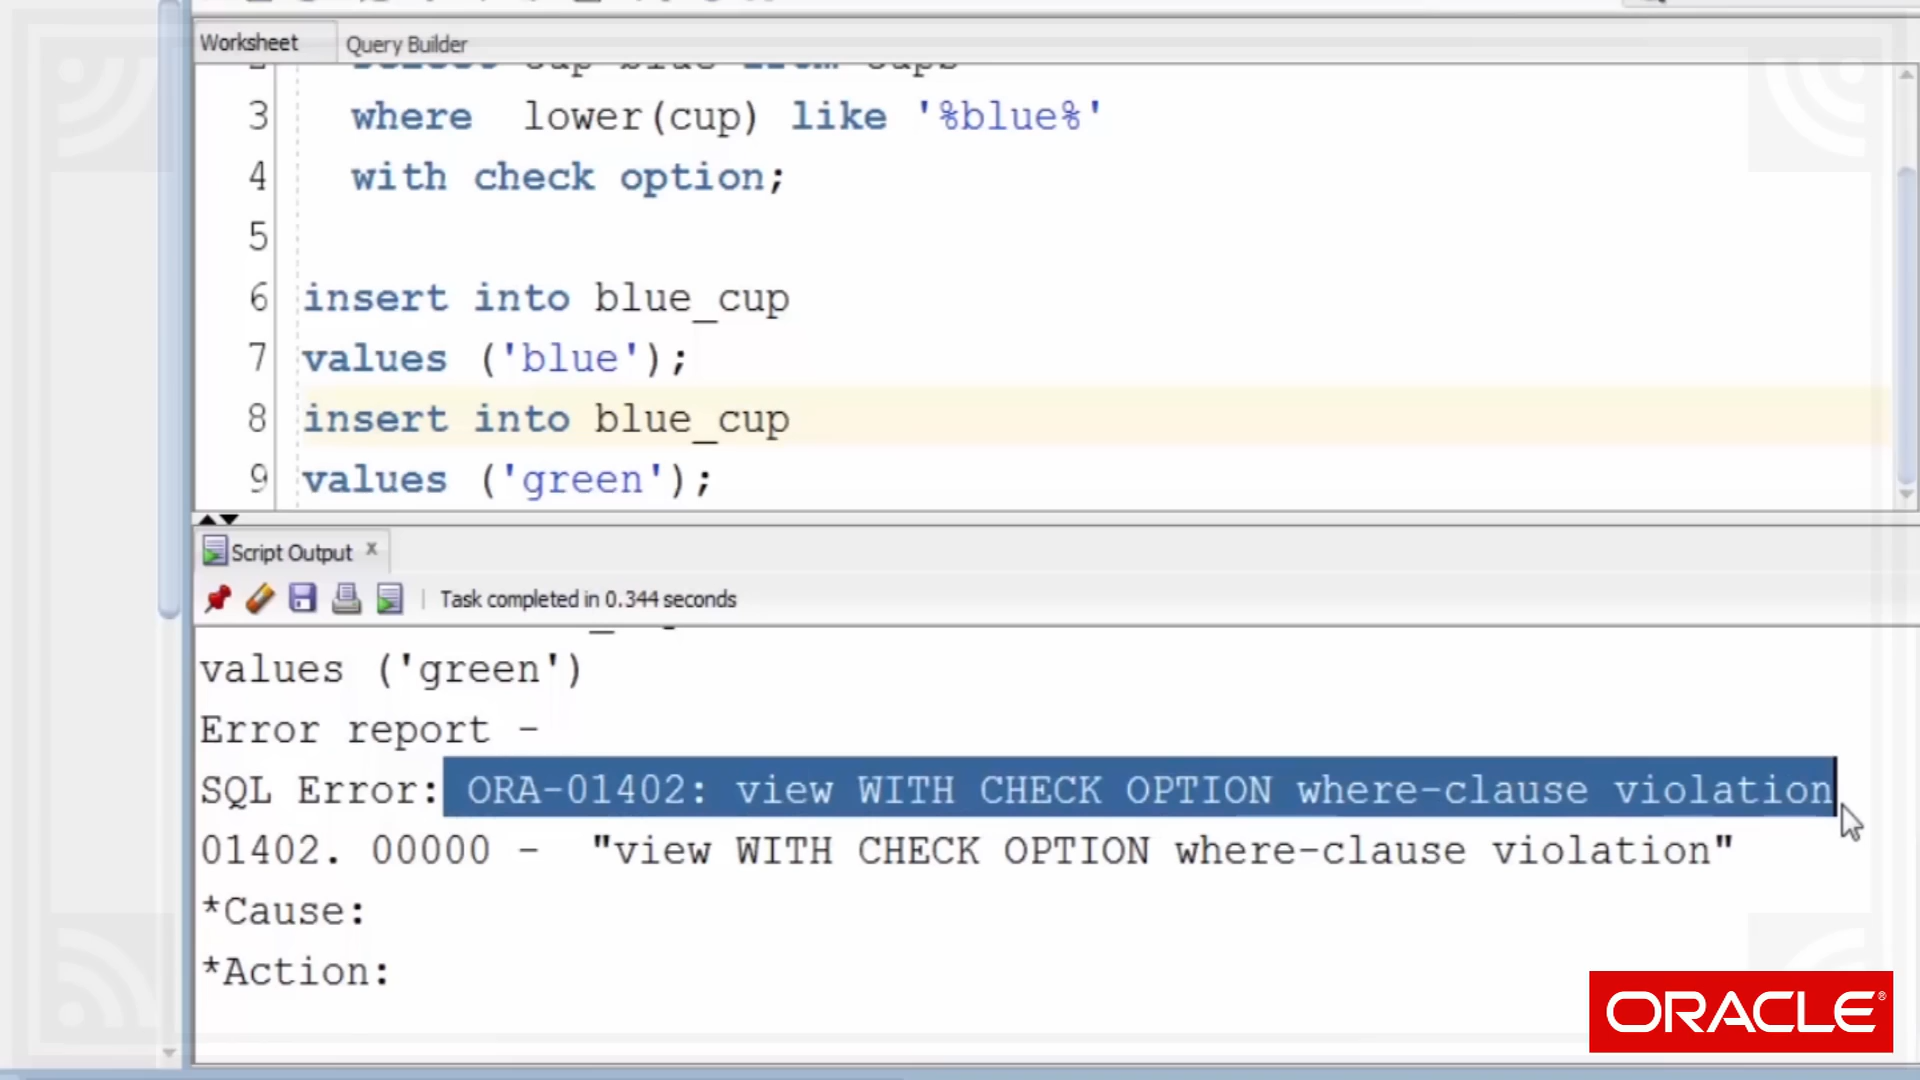 Worksheet
Query Builder
3 where lower(cup) like '%blue%'
4 with check option;
5
6 insert into blue_cup
7 values ('blue');
8 insert into blue_cup
9 values ('green');
Script Output x
Task completed in 0.344 seconds
values ('green')
Error report -
SQL Error: ORA-01402: view WITH CHECK OPTION where-clause violation
01402. 00000 - "view WITH CHECK OPTION where-clause violation"
*Cause:
*Action:
ORACLE®